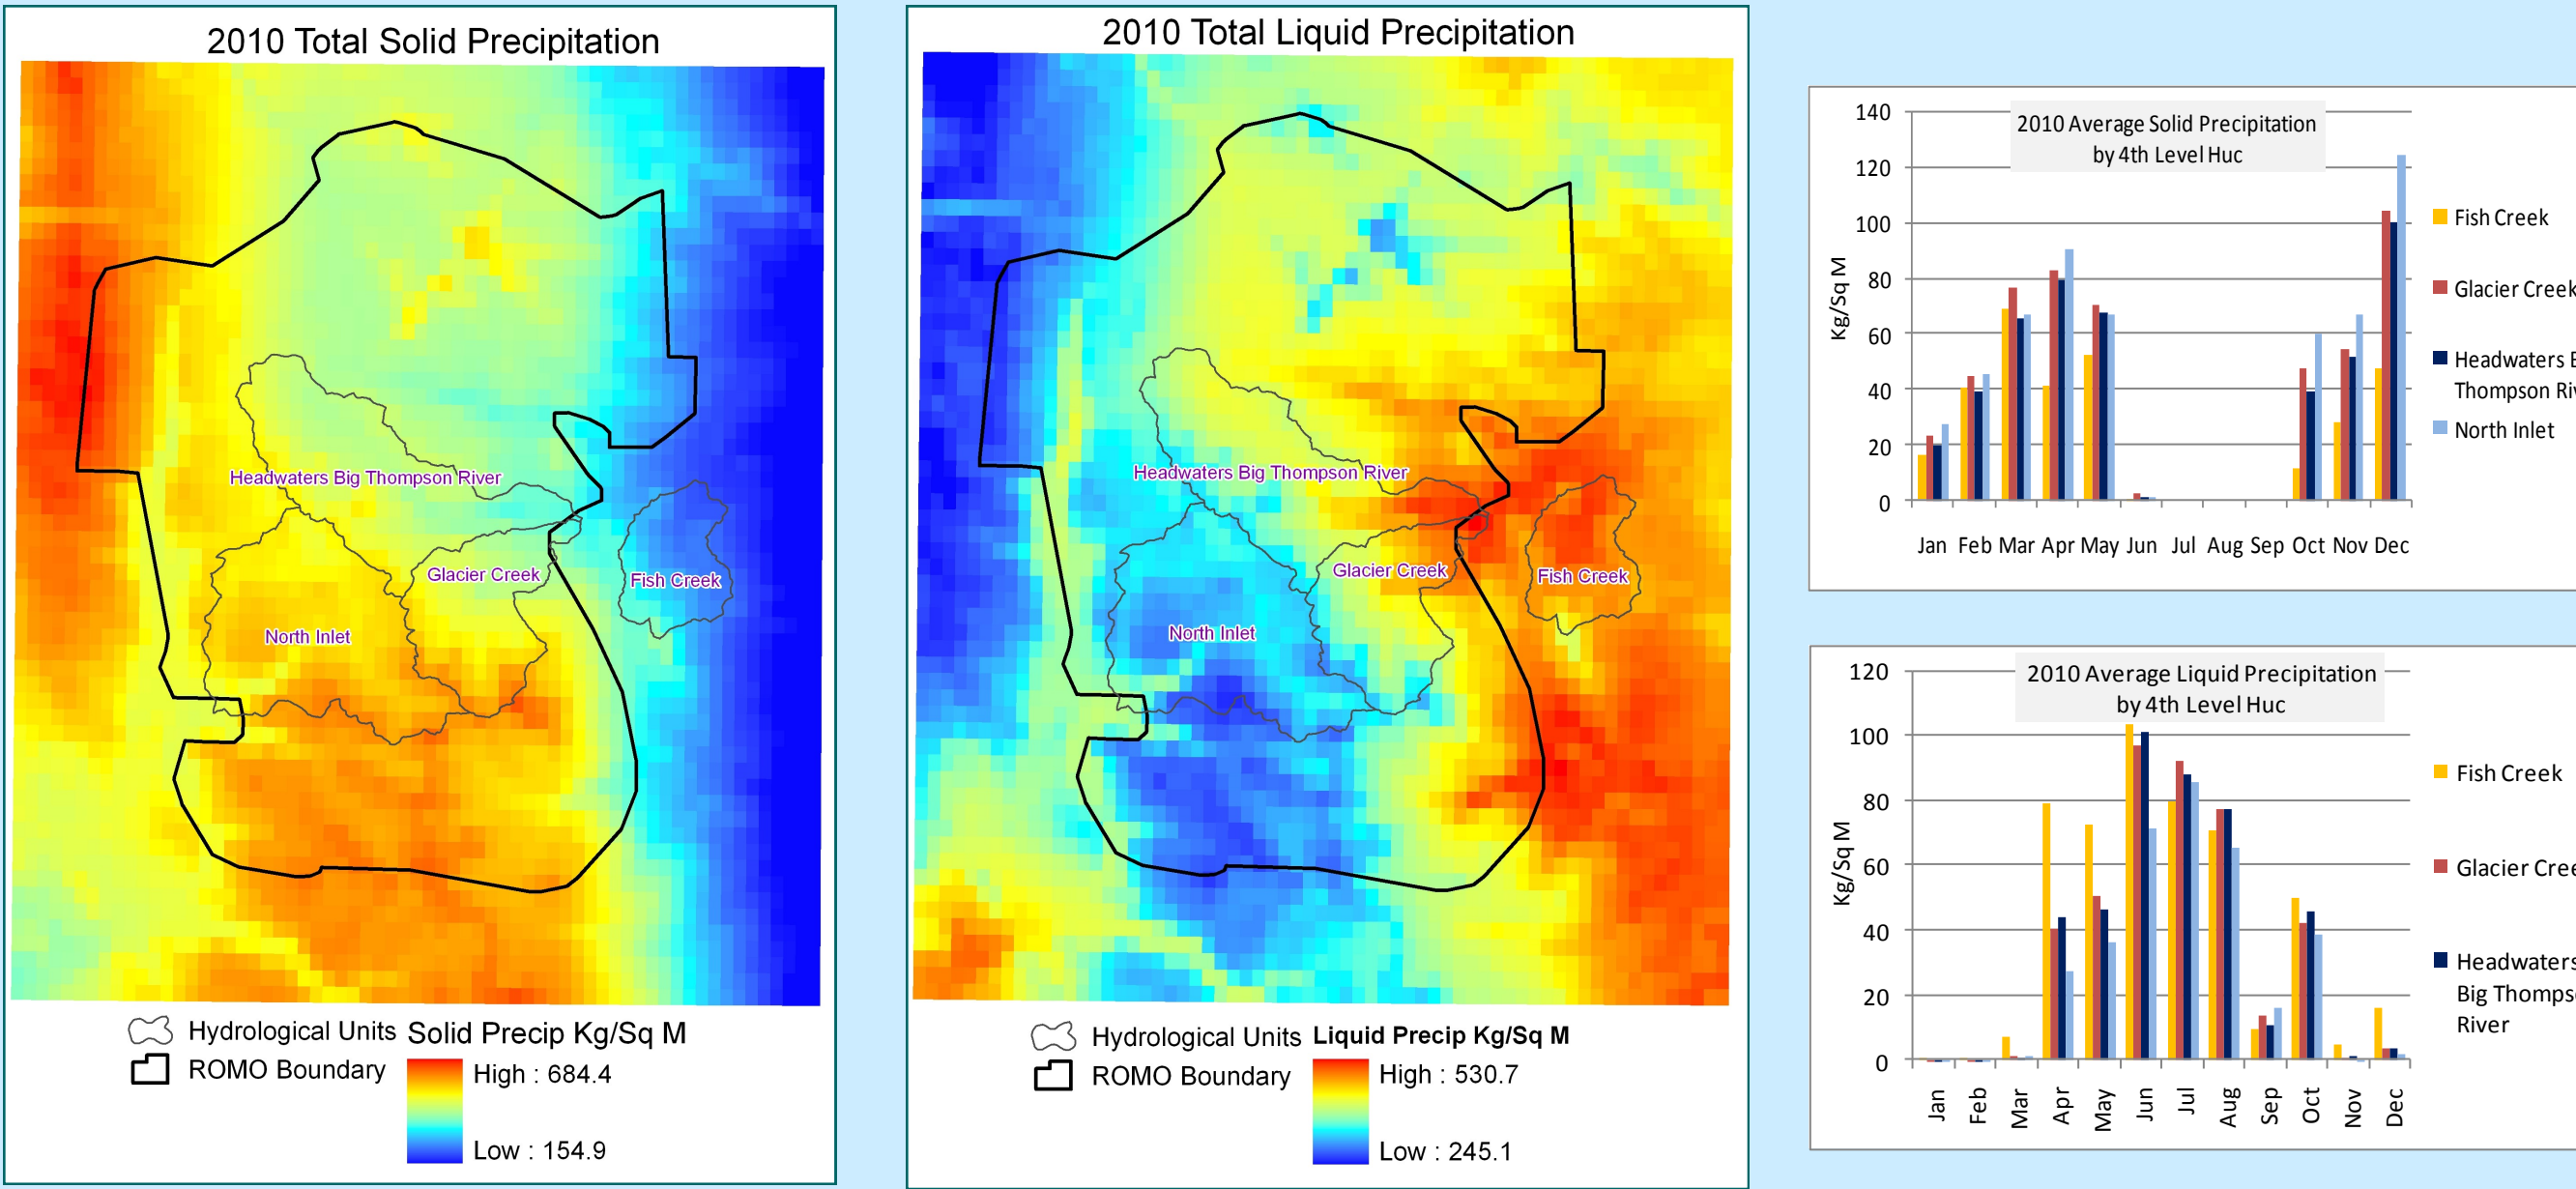 2010 Total Solid Precipitation
Headwaters Big Thompson River
Glacier Creek
Fish Creek
North Inlet
Hydrological Units
ROMO Boundary
Solid Precip Kg/Sq M
High : 684.4
Low : 154.9
2010 Total Liquid Precipitation
Headwaters Big Thompson River
Glacier Creek
Fish Creek
North Inlet
Hydrological Units
ROMO Boundary
Liquid Precip Kg/Sq M
High : 530.7
Low : 245.1
2010 Average Solid Precipitation
by 4th Level Huc
Kg/Sq M
140
120
100
80
60
40
20
0
Jan Feb Mar Apr May Jun Jul Aug Sep Oct Nov Dec
Fish Creek
Glacier Creek
Headwaters
Thompson
North Inlet
2010 Average Liquid Precipitation
by 4th Level Huc
Kg/Sq M
120
100
80
60
40
20
0
Jan Feb Mar Apr May Jun Jul Aug Sep Oct Nov Dec
Fish Creek
Glacier
Headwaters
Big
River